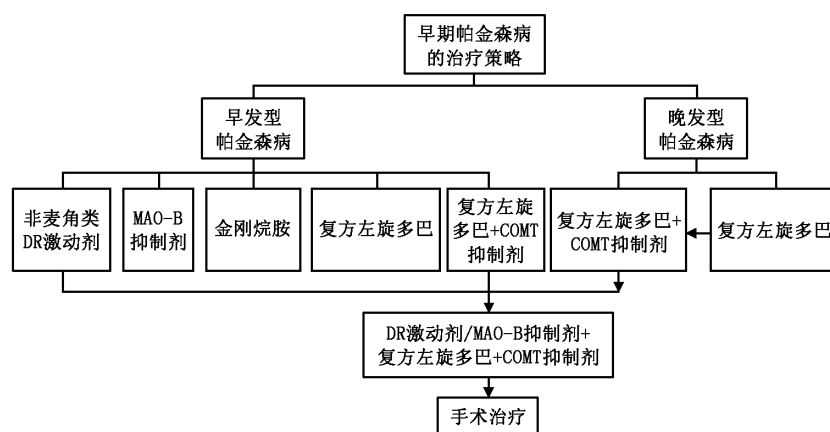 早期帕金森病
的治疗策略
早发型
帕金森病
晚发型
帕金森病
非麦角类
DR激动剂
MAO-B
抑制剂
金刚烷胺
复方左旋多巴
复方左旋
多巴+COMT
抑制剂
复方左旋多巴+
COMT抑制剂
复方左旋多巴
DR激动剂/MAO-B抑制剂+
复方左旋多巴+COMT抑制剂
手术治疗